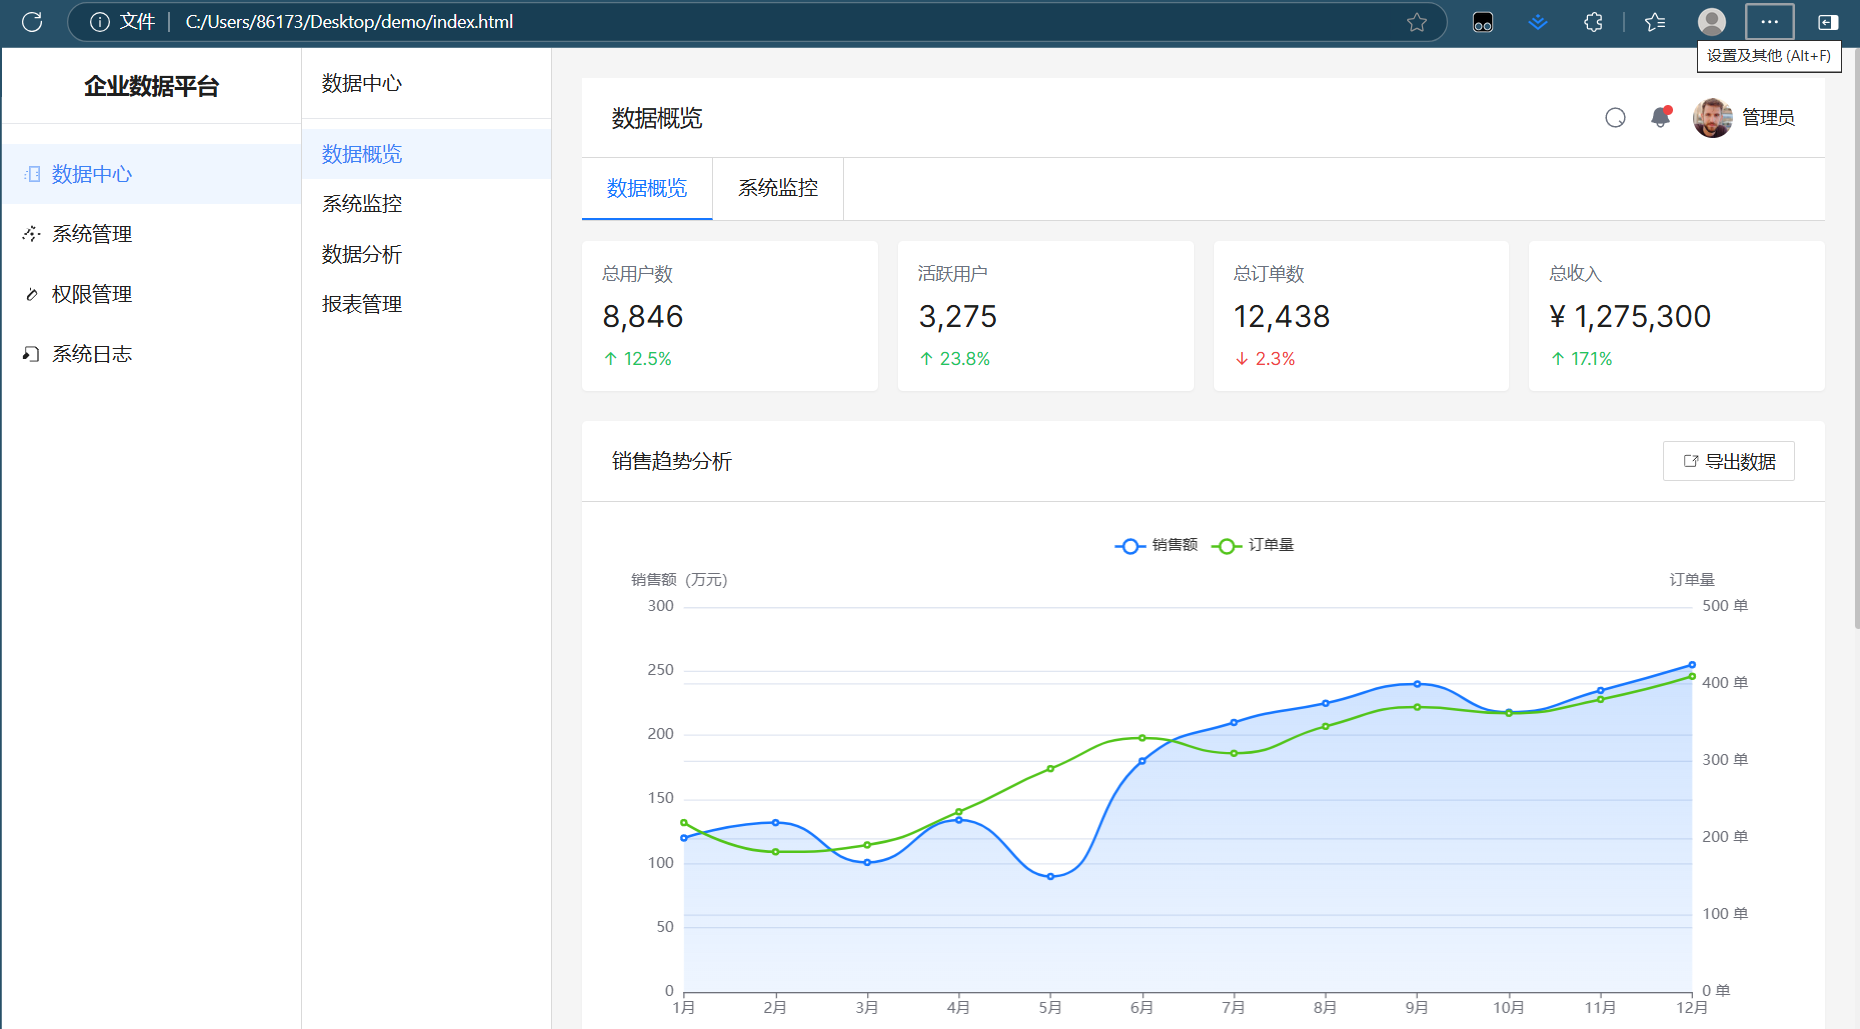 文件 C:/Users/86173/Desktop/demo/index.html
设置及其他 (Alt+F)
企业数据平台
数据中心
系统管理
权限管理
系统日志
数据中心
数据概览
系统监控
数据分析
报表管理
数据概览
管理员
数据概览 系统监控
总用户数
8,846
↑ 12.5%
活跃用户
3,275
↑ 23.8%
总订单数
12,438
↓ 2.3%
总收入
¥ 1,275,300
↑ 17.1%
销售趋势分析
导出数据
销售额 订单量
销售额 (万元)
订单量
300
250
200
150
100
50
0
500 单
400 单
300 单
200 单
100 单
0 单
1月 2月 3月 4月 5月 6月 7月 8月 9月 10月 11月 12月